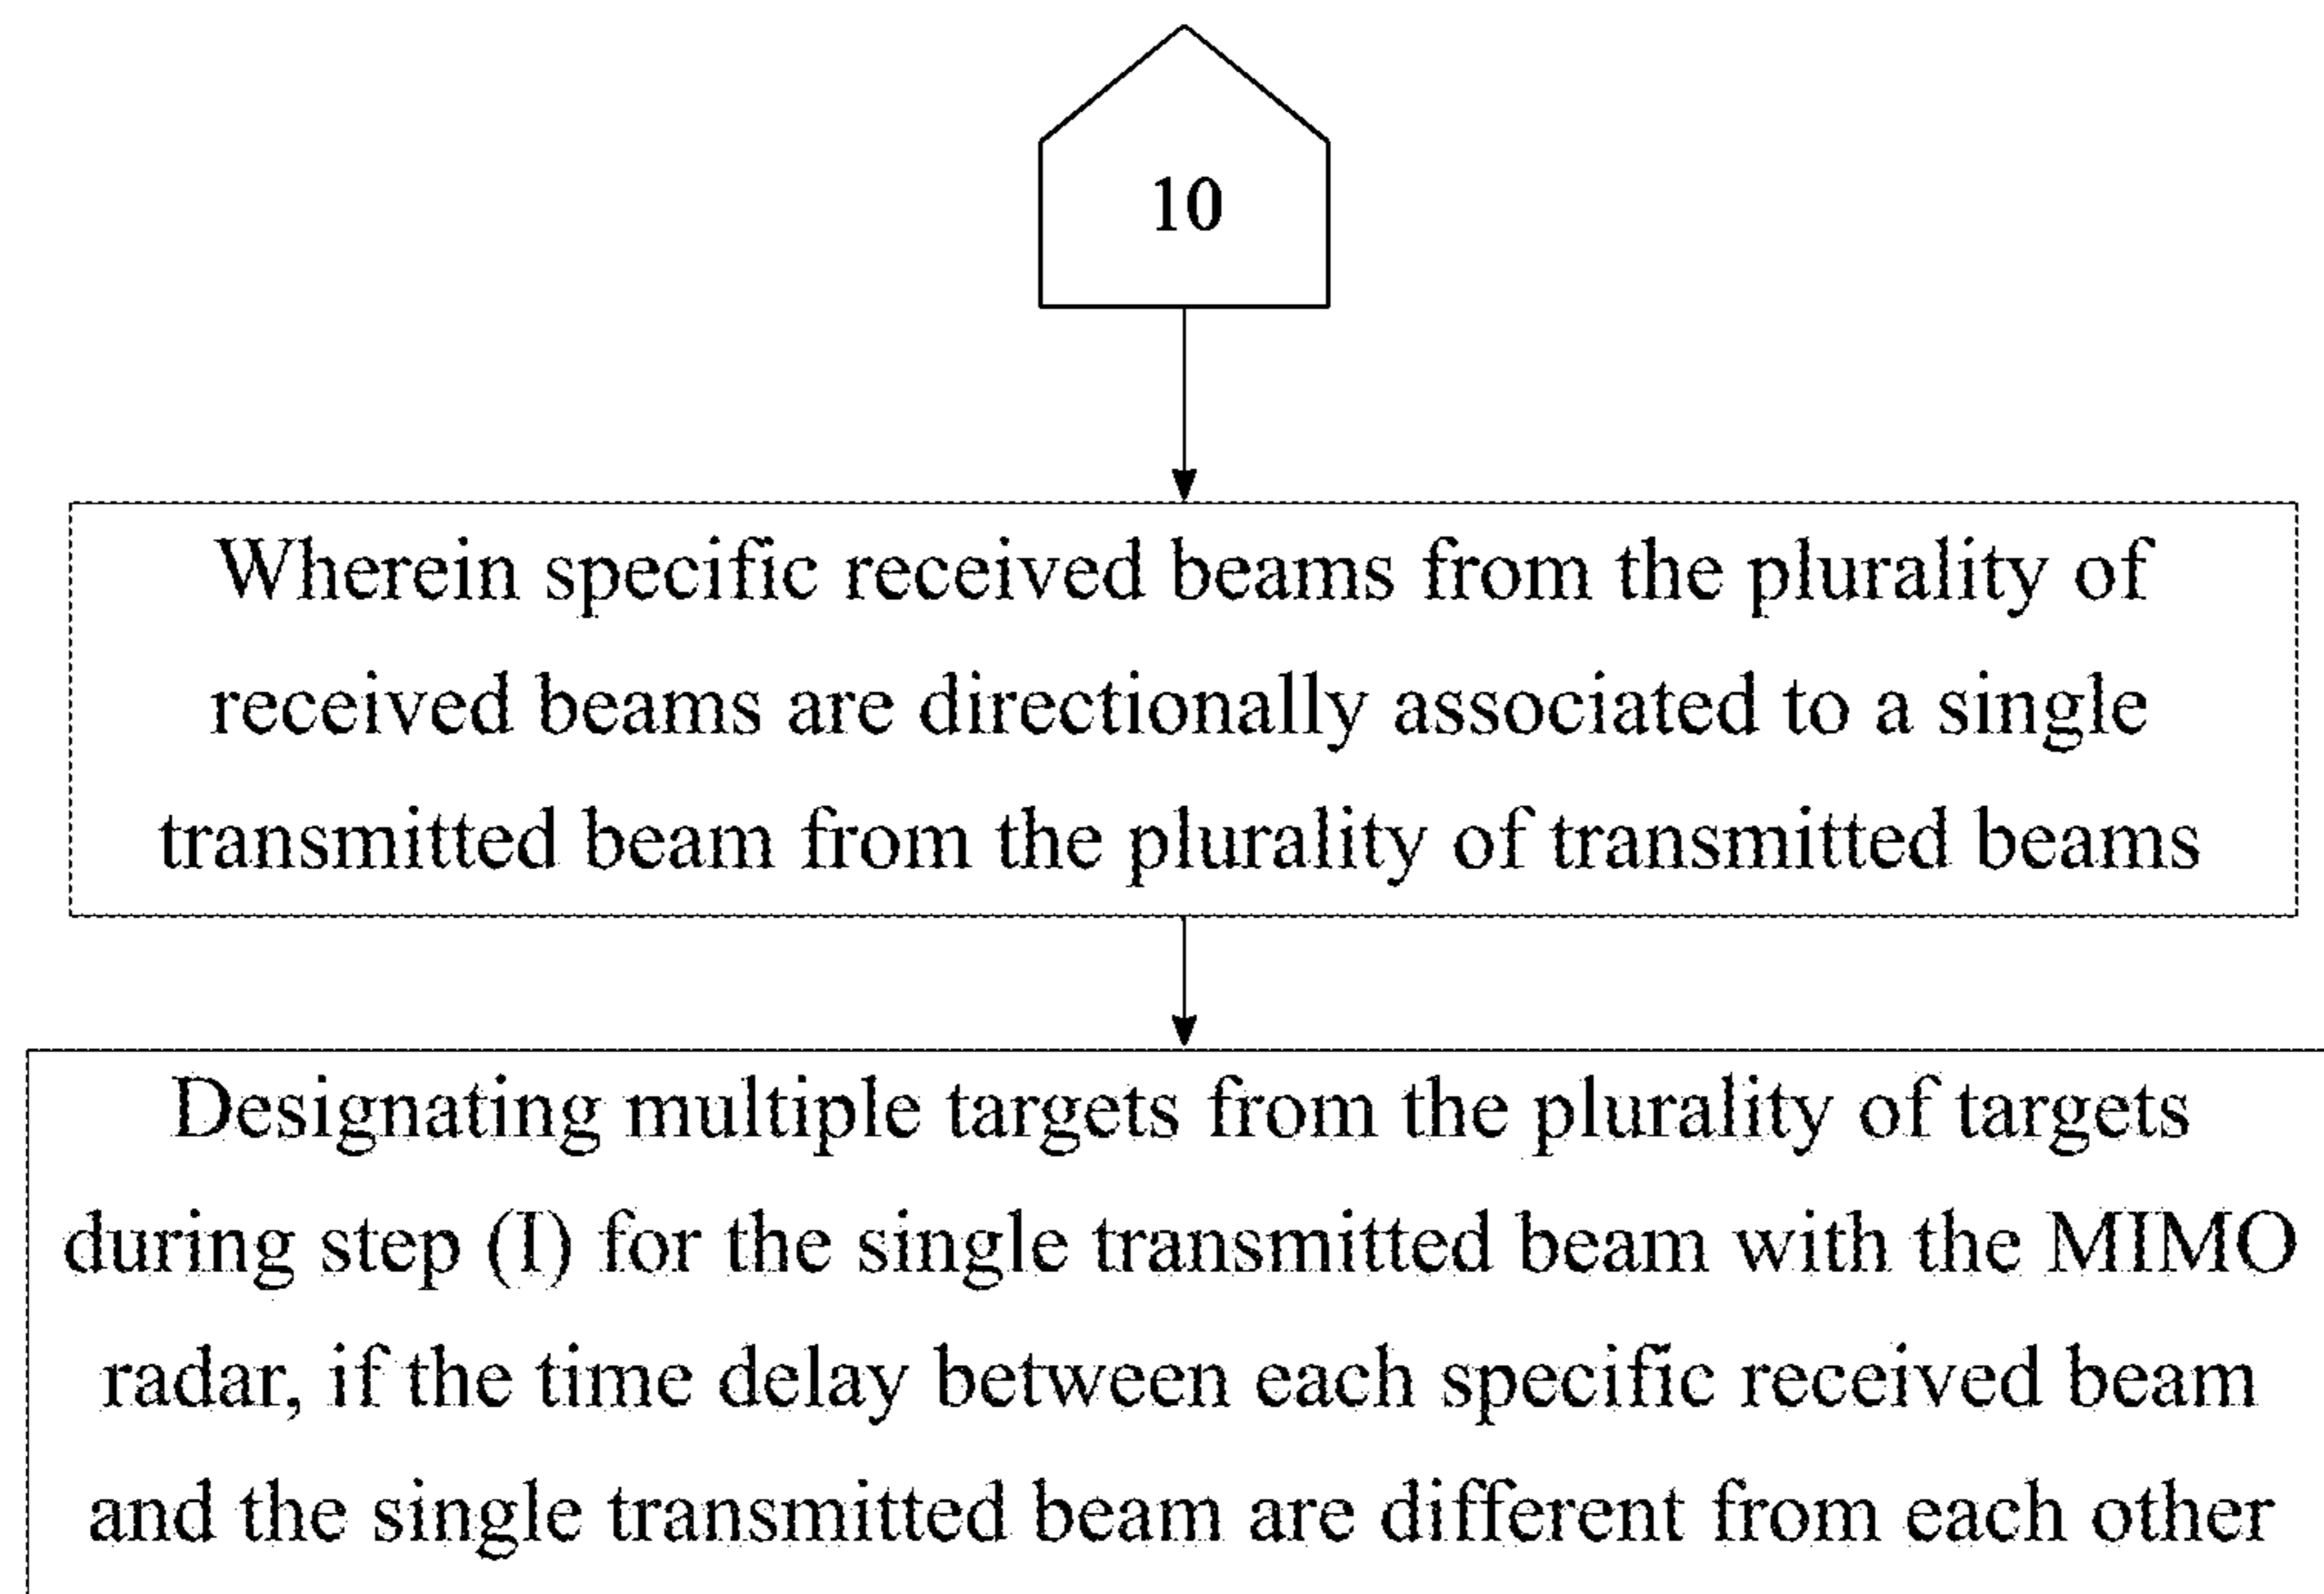 10
Wherein specific received beams from the plurality of
received beams are directionally associated to a single
transmitted beam from the plurality of transmitted beams
Designating multiple targets from the plurality of targets
during step (I) for the single transmitted beam with the MIMO
radar, if the time delay between each specific received beam
and the single transmitted beam are different from each other